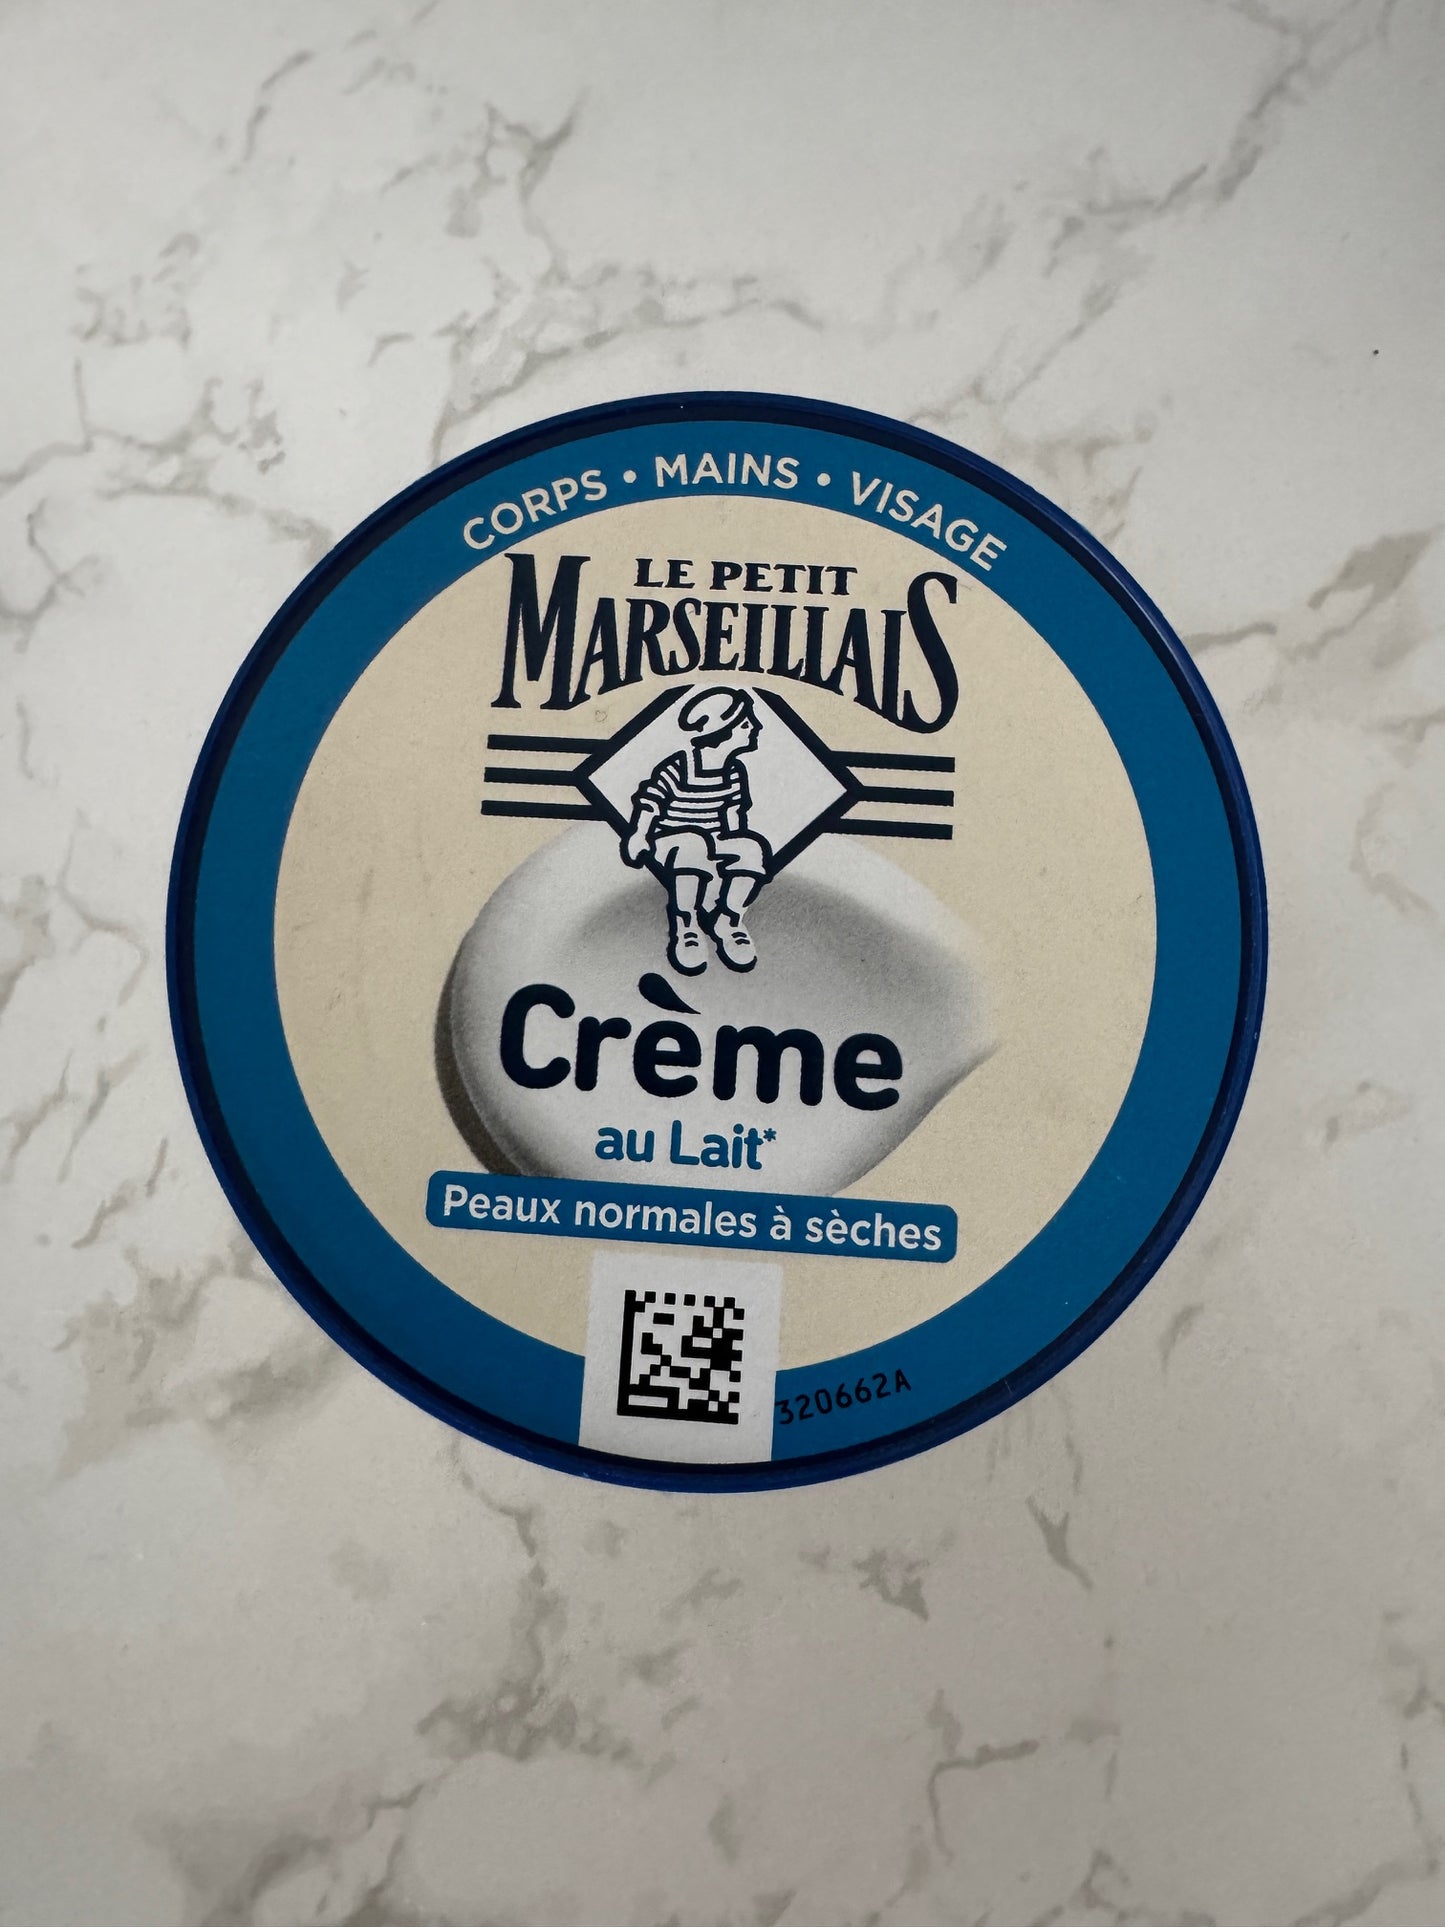 CORPS • MAINS • VISAGE
LE PETIT
MARSEILLAIS
Crème
au Lait*
Peaux normales à sèches
320662A